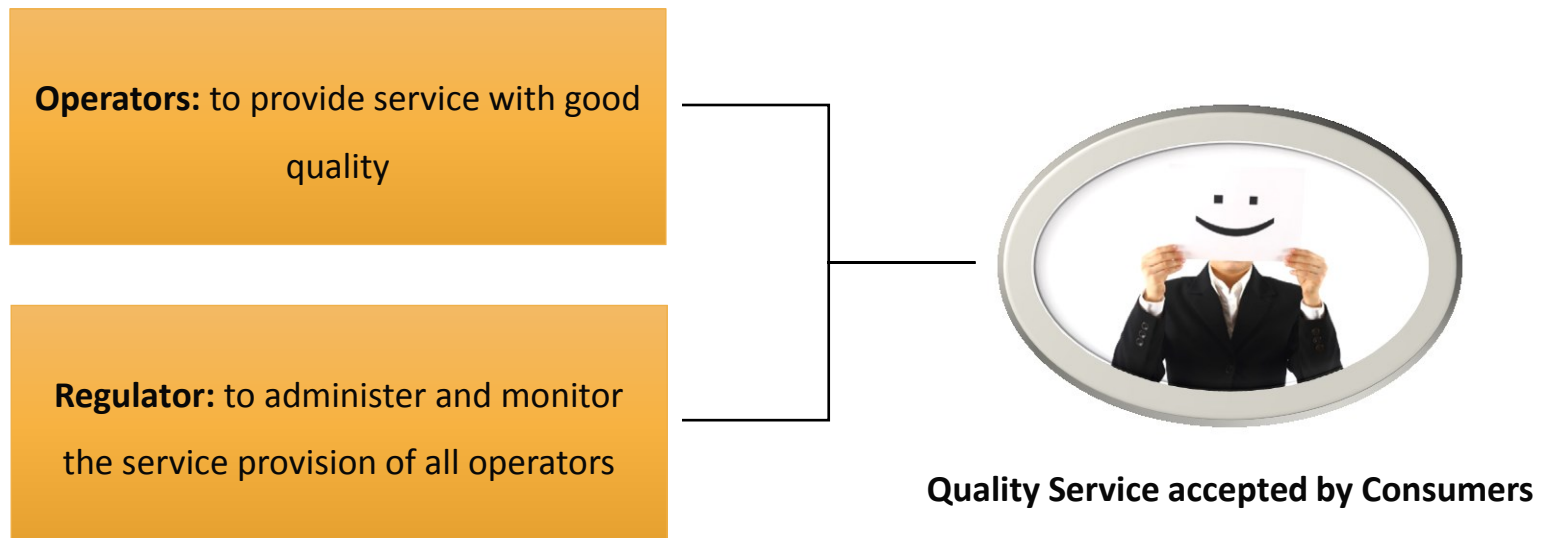 Operators: to provide service with good
quality
Regulator: to administer and monitor
the service provision of all operators
Quality Service accepted by Consumers